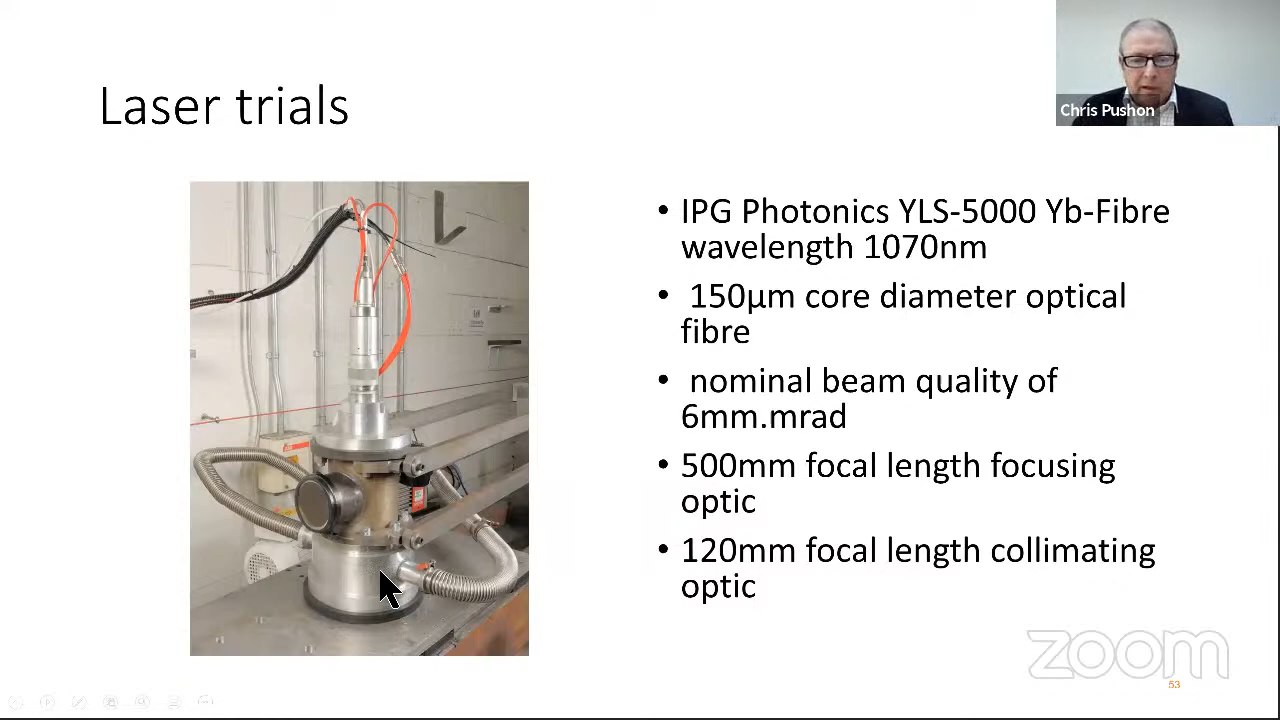 Laser trials
Chris Pushon
• IPG Photonics YLS-5000 Yb-Fibre
wavelength 1070nm
• 150µm core diameter optical
fibre
• nominal beam quality of
6mm.mrad
• 500mm focal length focusing
optic
• 120mm focal length collimating
optic
zoom
53